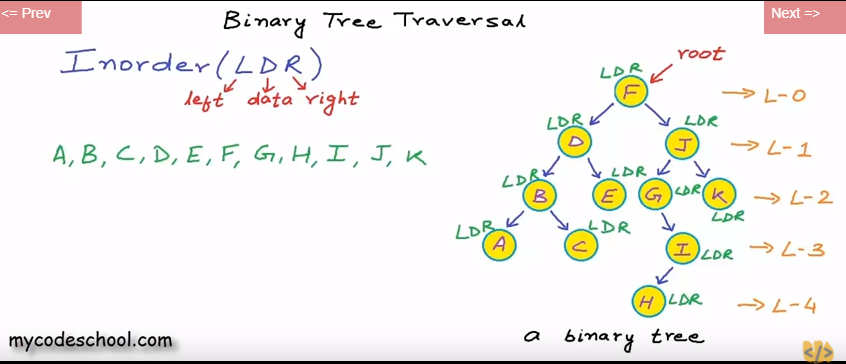 <= Prev
Next =>
Binary Tree Traversal
Inorder(LDR)
left data right
A, B, C, D, E, F, G, H, I, J, K
root
LDR
F
→ L-0
LDR
LDR
D
J
→ L-1
LDR
LDR
LDR
B
E
G
K
LDR
→ L-2
LDR
LDR
A
C
I
LDR
→ L-3
H
LDR
→ L-4
a binary tree
mycodeschool.com
</>